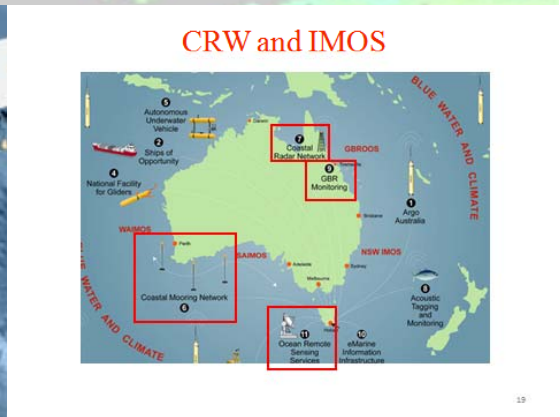 CRW and IMOS
BLUE WATER AND CLIMATE
5
Autonomous
Underwater
Vehicle
2
Ships of
Opportunity
4
National Facility
for Gliders
Darwin
7
Coastal
Radar Network
GBROOS
Townsville
9
GBR
Monitoring
1
Argo
Australia
Brisbane
WAIMOS
Perth
SAIMOS
Adelaide
NSW IMOS
Sydney
Melbourne
Coastal Mooring Network
6
8
Acoustic
Tagging
and
Monitoring
BLUE WATER AND CLIMATE
Hobart
11
Ocean Remote
Sensing
Services
10
eMarine
Information
Infrastructure
19